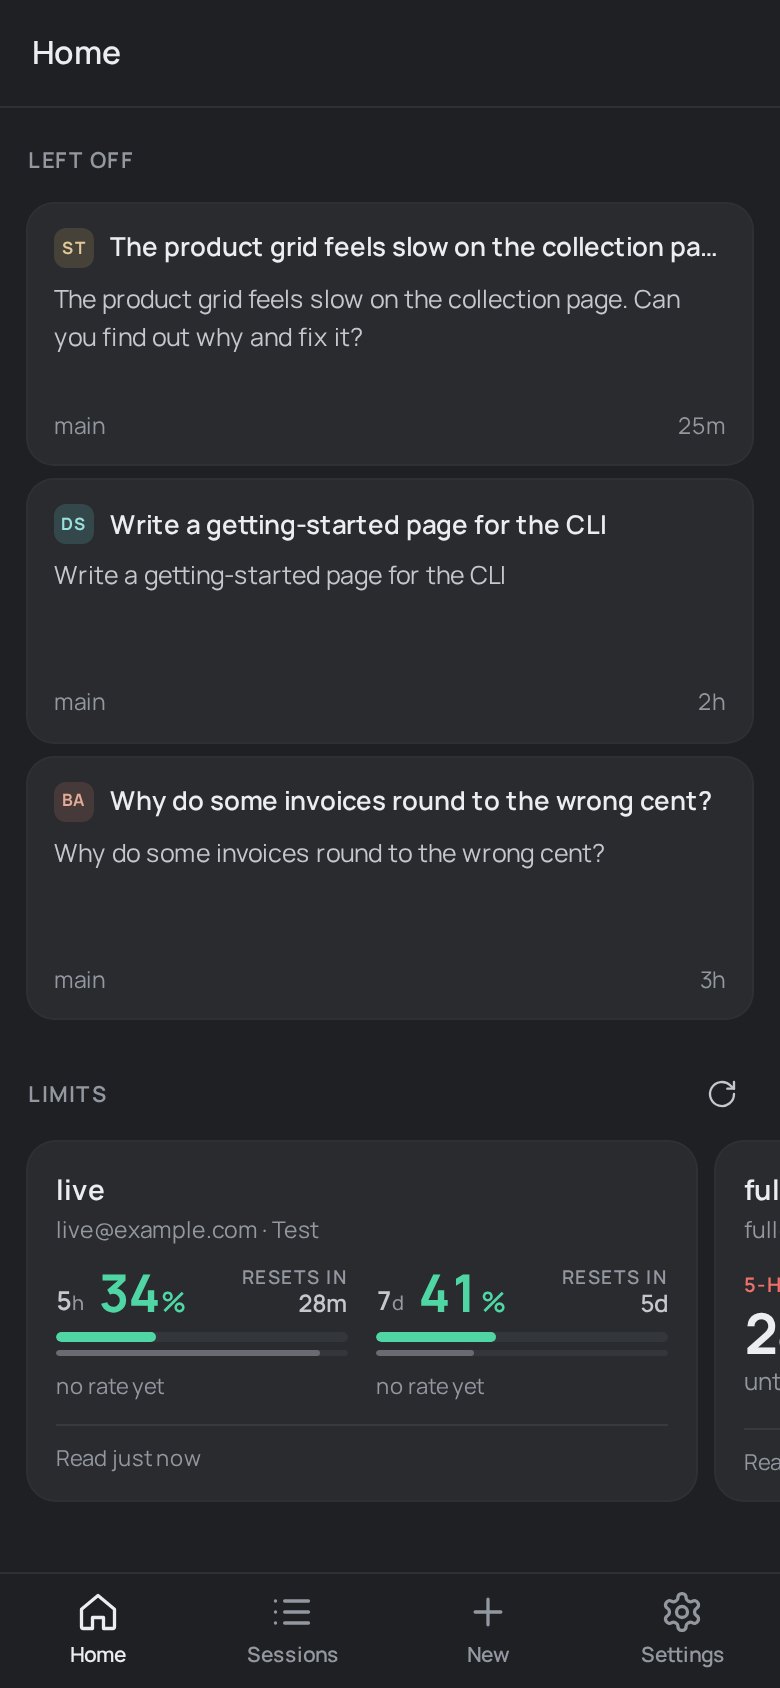 Home
LEFT OFF
ST The product grid feels slow on the collection pa...
The product grid feels slow on the collection page. Can
you find out why and fix it?
main 25m
DS Write a getting-started page for the CLI
Write a getting-started page for the CLI
main 2h
BA Why do some invoices round to the wrong cent?
Why do some invoices round to the wrong cent?
main 3h
LIMITS
live
live@example.com · Test
5h 34% RESETS IN 28m
7d 41% RESETS IN 5d
no rate yet no rate yet
Read just now
full
5-H
unt
Rea
Home Sessions New Settings